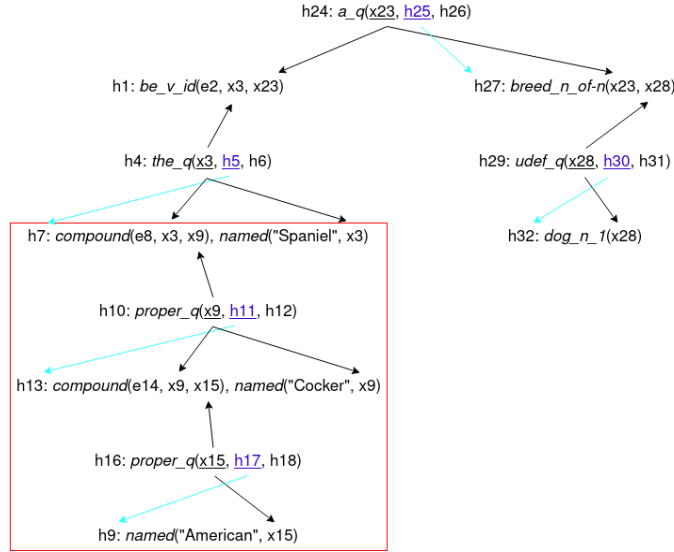 h24: a_q(x23, h25, h26)
h1: be_v_id(e2, x3, x23)
h27: breed_n_of-n(x23, x28)
h4: the_q(x3, h5, h6)
h29: udef_q(x28, h30, h31)
h7: compound(e8, x3, x9), named("Spaniel", x3)
h32: dog_n_1(x28)
h10: proper_q(x9, h11, h12)
h13: compound(e14, x9, x15), named("Cocker", x9)
h16: proper_q(x15, h17, h18)
h9: named("American", x15)